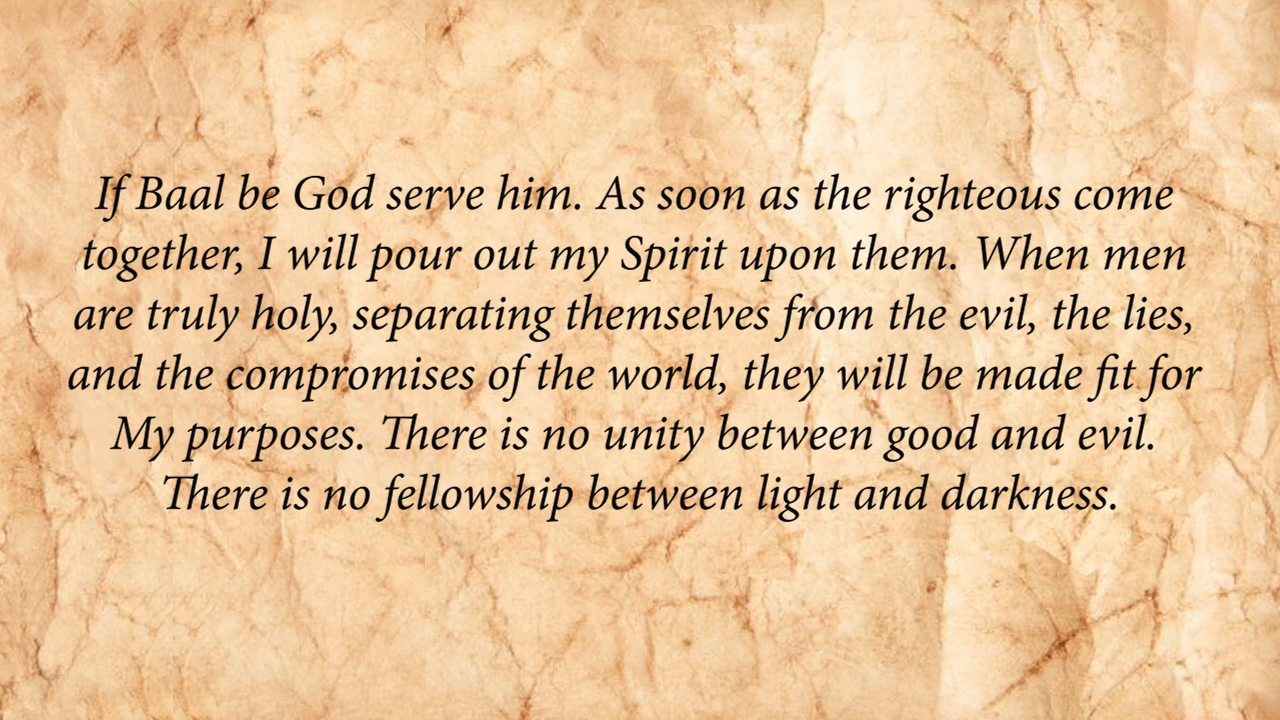 If Baal be God serve him. As soon as the righteous come
together, I will pour out my Spirit upon them. When men
are truly holy, separating themselves from the evil, the lies,
and the compromises of the world, they will be made fit for
My purposes. There is no unity between good and evil.
There is no fellowship between light and darkness.